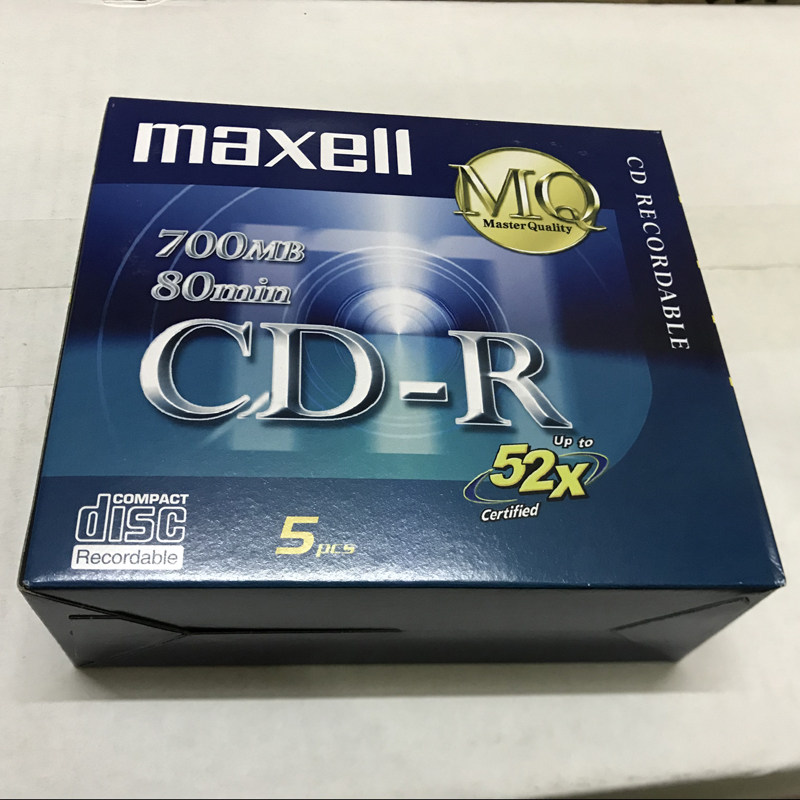 maxell
MQ
Master Quality
CD RECORDABLE
700MB
80min
CD-R
Up to
52x
Certified
COMPACT
disc
Recordable
5pcs